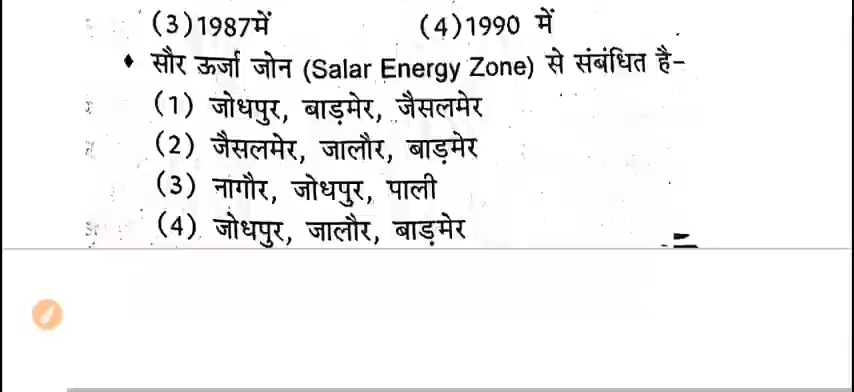 (3)1987में (4)1990 में
♦ सौर ऊर्जा जोन (Salar Energy Zone) से संबंधित है-
(1) जोधपुर, बाड़मेर, जैसलमेर
(2) जैसलमेर, जालौर, बाड़मेर
(3) नागौर, जोधपुर, पाली
(4) जोधपुर, जालौर, बाड़मेर